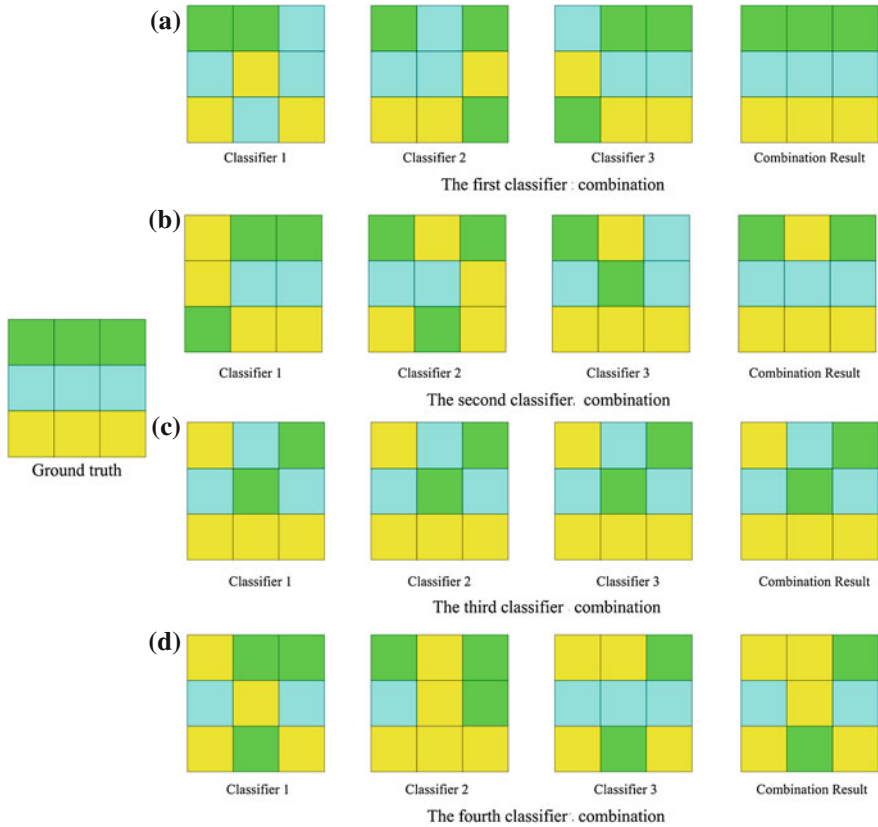 (a)
Classifier 1 Classifier 2 Classifier 3 Combination Result
The first classifier : combination
(b)
Classifier 1 Classifier 2 Classifier 3 Combination Result
The second classifier. combination
Ground truth
(c)
Classifier 1 Classifier 2 Classifier 3 Combination Result
The third classifier . combination
(d)
Classifier 1 Classifier 2 Classifier 3 Combination Result
The fourth classifier . combination